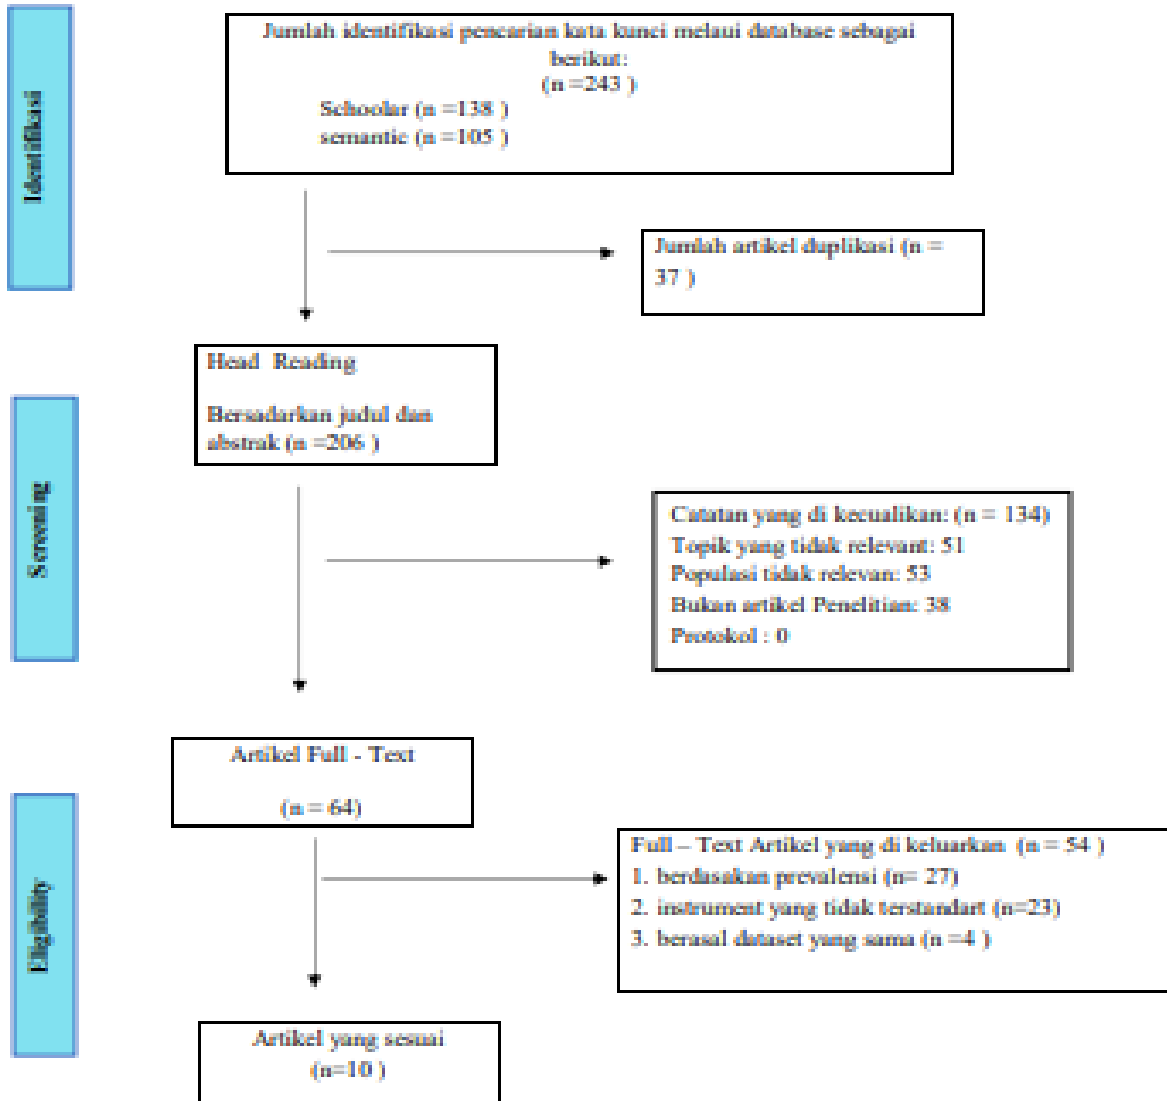 Identifikasi
Jumlah identifikasi pencarian kata kunci melaui database sebagai
berikut:
(n =243 )
Schoolar (n =138 )
semantic (n =105 )
Jumlah artikel duplikasi (n =
37 )
Screening
Head Reading
Bersadarkan judul dan
abstrak (n =206 )
Catatan yang di kecualikan: (n = 134)
Topik yang tidak relevant: 51
Populasi tidak relevan: 53
Bukan artikel Penelitian: 38
Protokol : 0
Eligibility
Artikel Full - Text
(n = 64)
Full – Text Artikel yang di keluarkan (n = 54 )
1. berdasakan prevalensi (n= 27)
2. instrument yang tidak terstandart (n=23)
3. berasal dataset yang sama (n =4 )
Artikel yang sesuai
(n=10 )